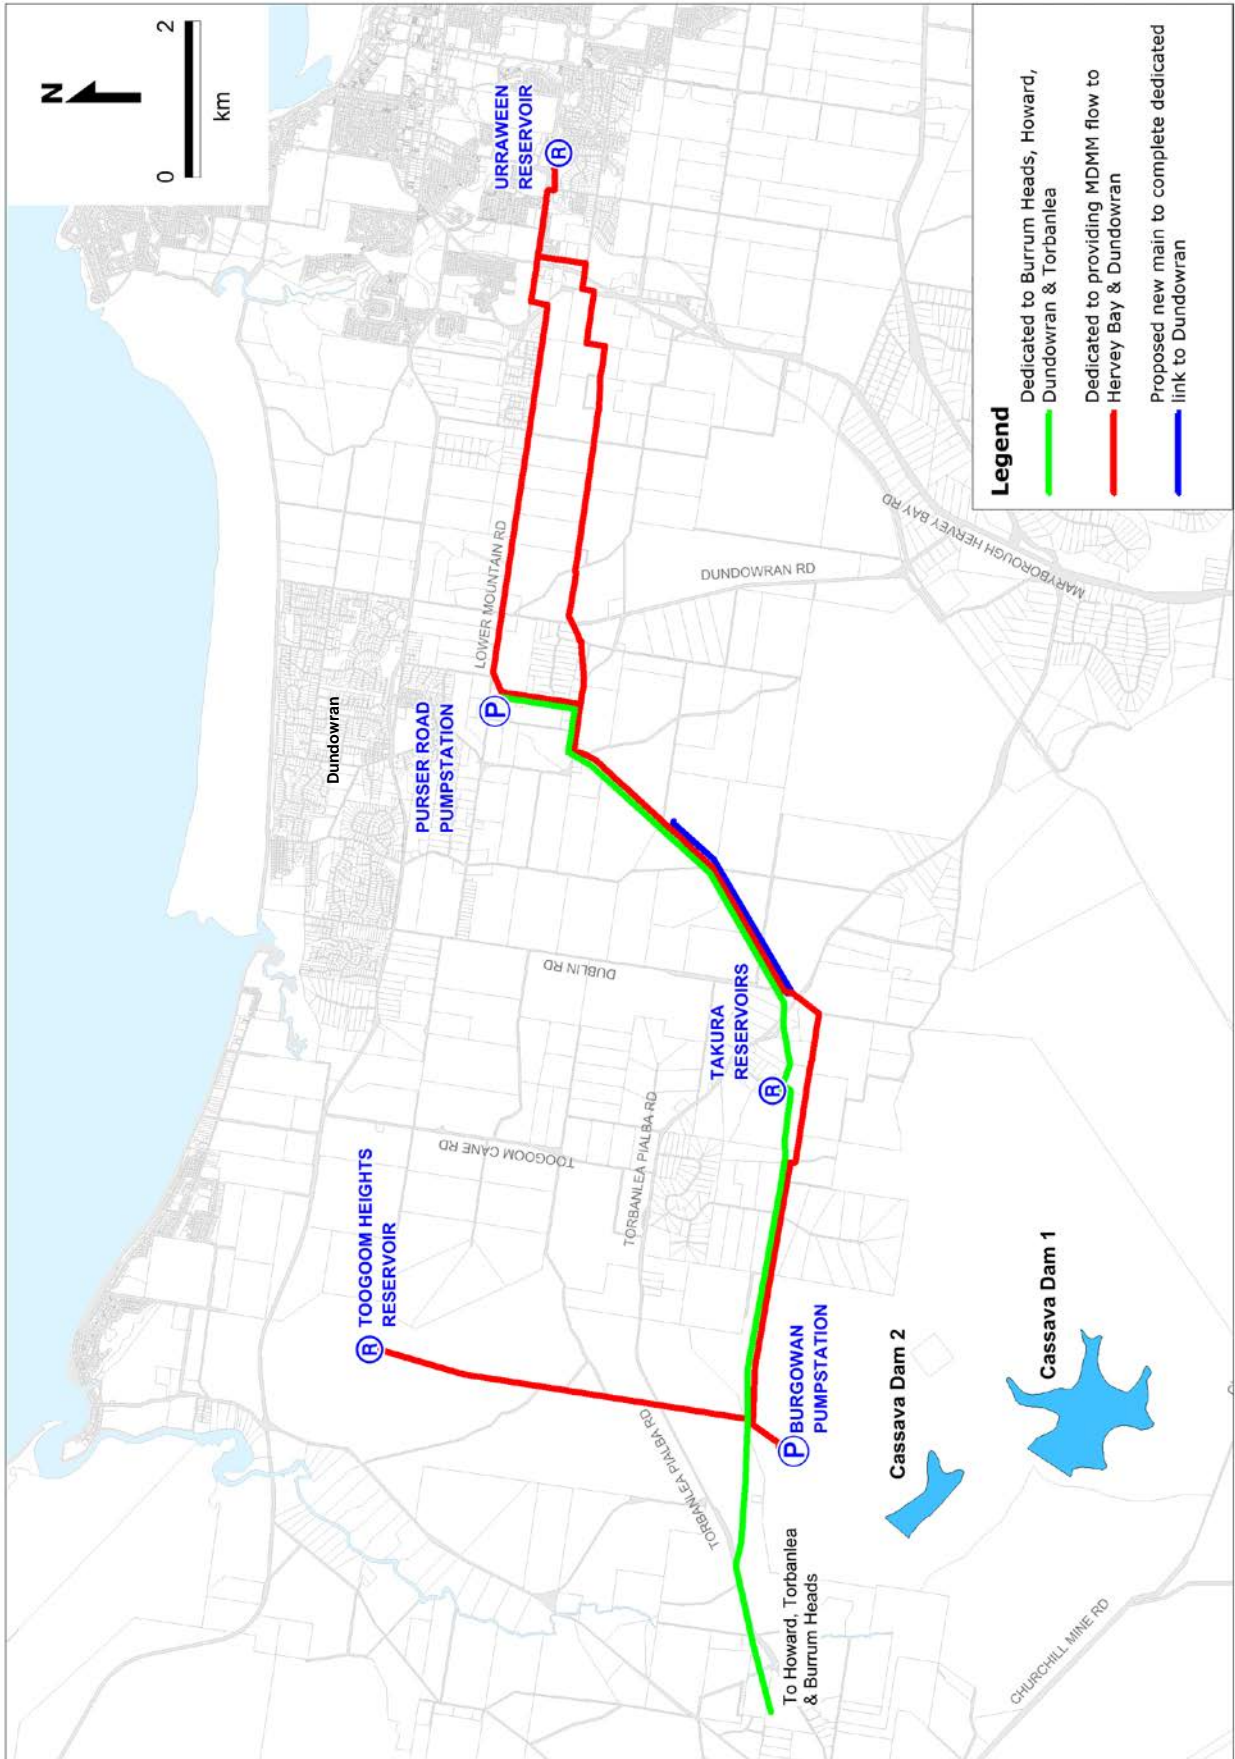 N
0
2
km
URRAWEEN
RESERVOIR
LOWER MOUNTAIN RD
Dundowran
PURSER ROAD
PUMPSTATION
P
R
DUNDOWRAN RD
MARYBOROUGH HERVEY BAY RD
DUBLIN RD
TAKURA
RESERVOIRS
R
TOOGOOM CANE RD
TORBANLEA PIALBA RD
TOOGOOM HEIGHTS
RESERVOIR
R
TORBANLEA PIALBA RD
BURGOWAN
PUMPSTATION
P
Cassava Dam 2
Cassava Dam 1
To Howard, Torbanlea
& Burrum Heads
CHURCHILL MINE RD
Legend
Dedicated to Burrum Heads, Howard,
Dundowran & Torbanlea
Dedicated to providing MDMM flow to
Hervey Bay & Dundowran
Proposed new main to complete dedicated
link to Dundowran